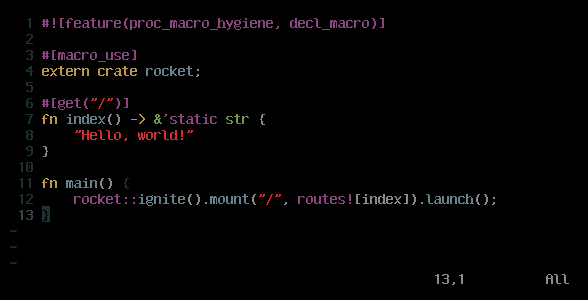 1 #![feature(proc_macro_hygiene, decl_macro)]
2
3 #[macro_use]
4 extern crate rocket;
5
6 #[get("/")]
7 fn index() -> &'static str {
8     "Hello, world!"
9 }
10
11 fn main() {
12     rocket::ignite().mount("/", routes![index]).launch();
13 }
~
~
~
13,1 All